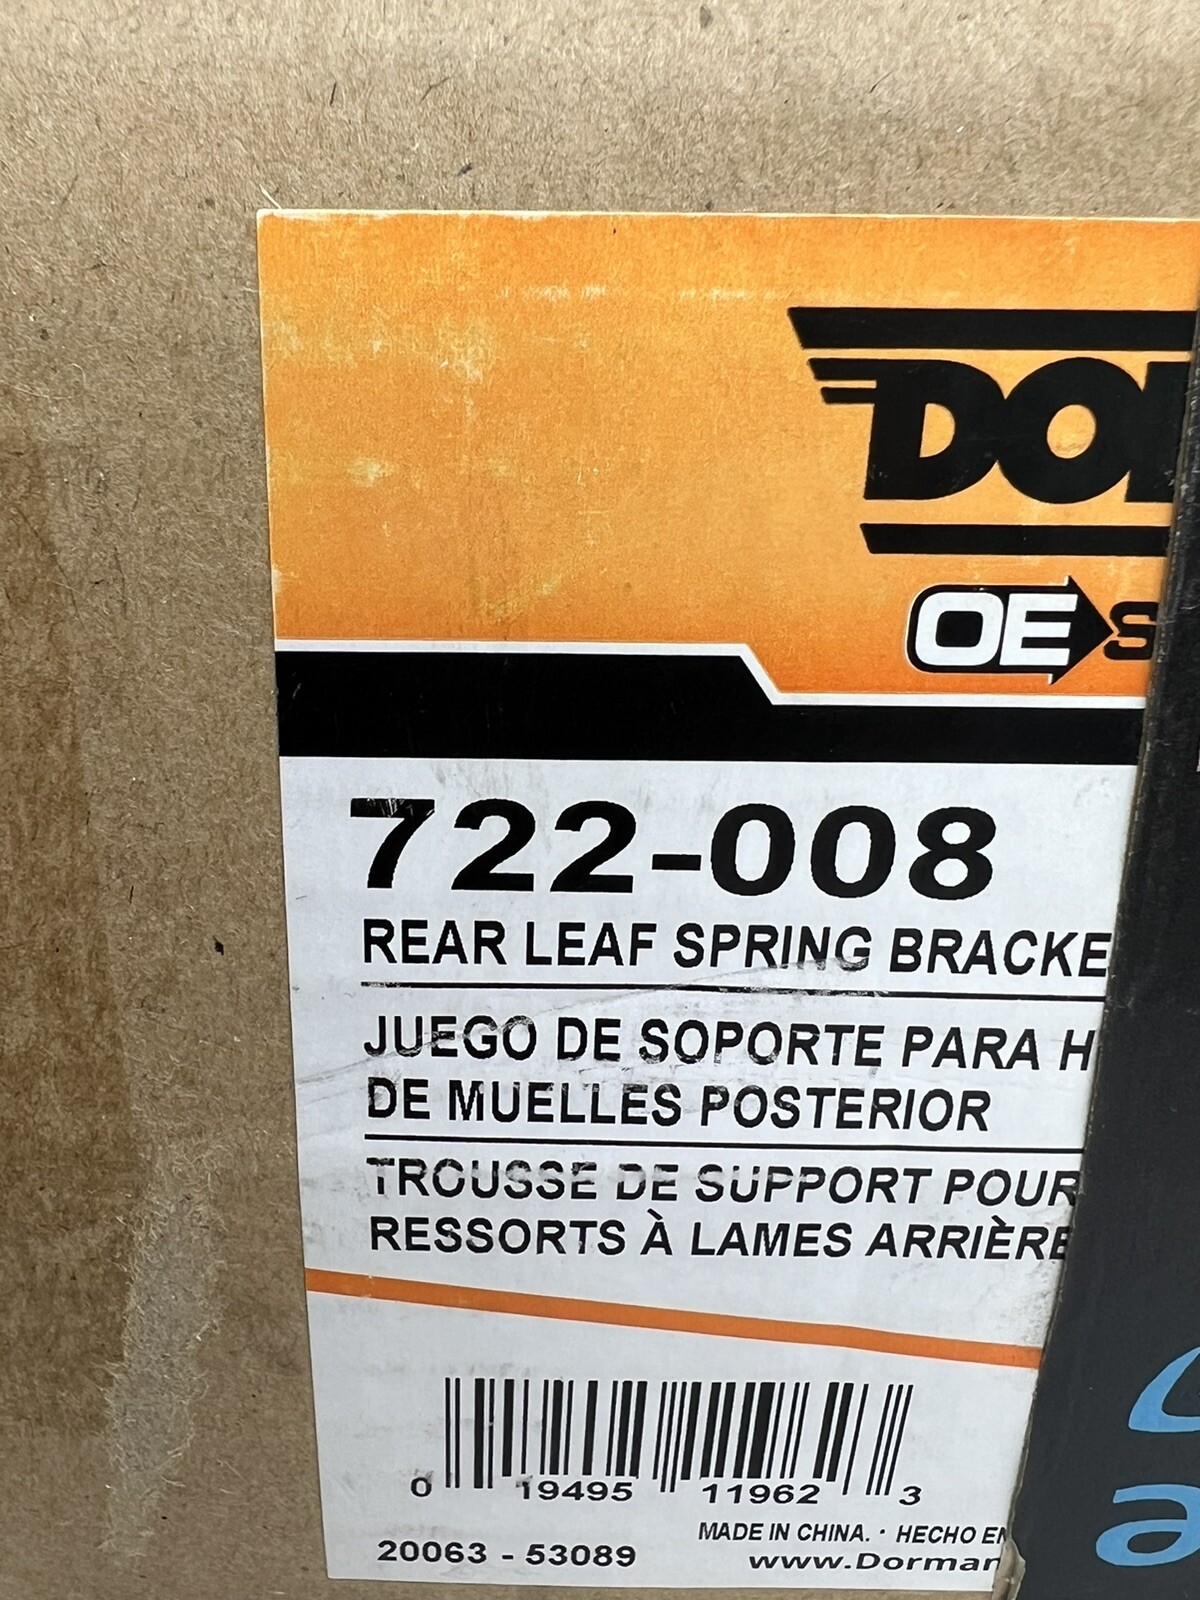 DOR
OE S
722-008
REAR LEAF SPRING BRACKE
JUEGO DE SOPORTE PARA H
DE MUELLES POSTERIOR
TROUSSE DE SUPPORT POUR
RESSORTS À LAMES ARRIÈRE
0 19495 11962 3
MADE IN CHINA. · HECHO EN
20063 - 53089
www.Dorman